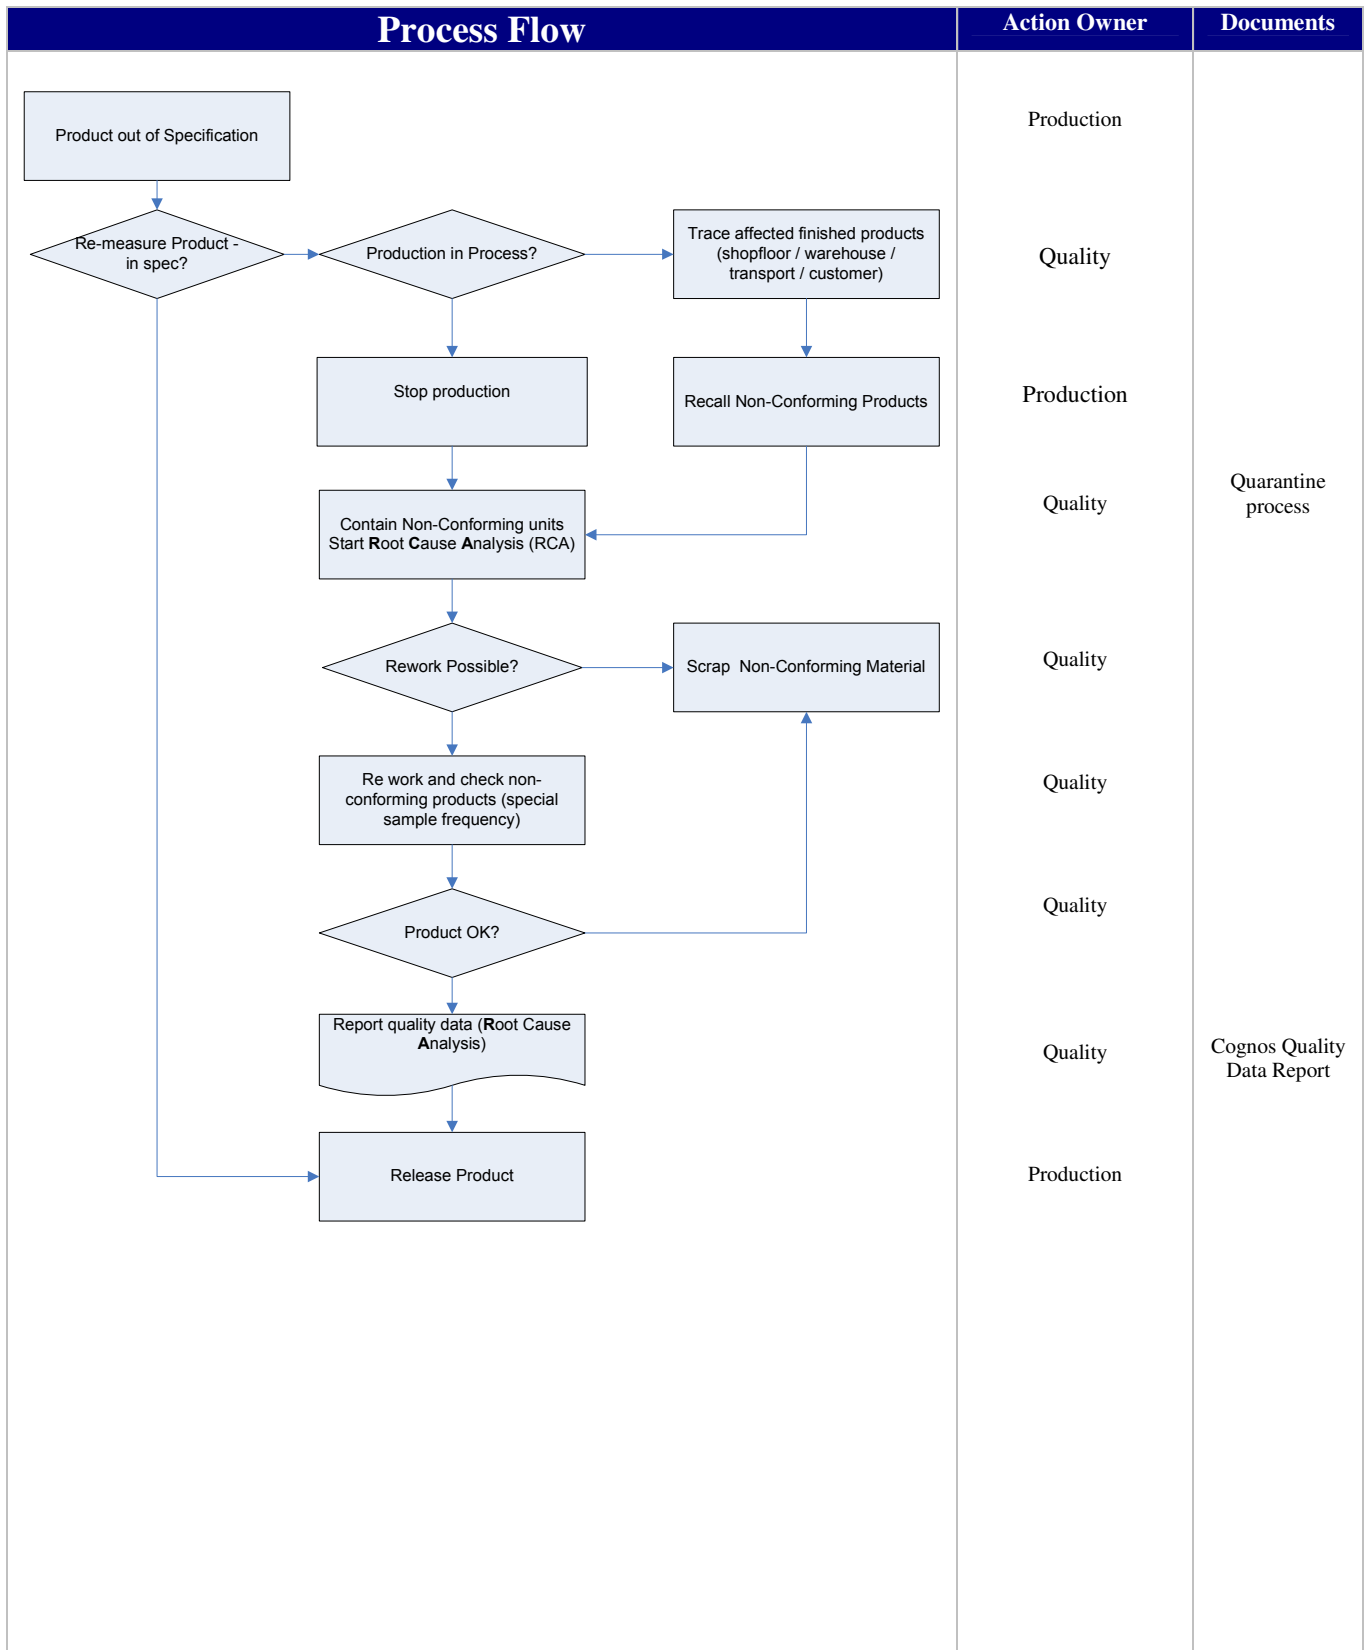 Process Flow
Action Owner
Documents
Product out of Specification
Production
Re-measure Product -
in spec?
Production in Process?
Trace affected finished products
(shopfloor / warehouse /
transport / customer)
Quality
Stop production
Recall Non-Conforming Products
Production
Contain Non-Conforming units
Start Root Cause Analysis (RCA)
Quality
Quarantine
process
Rework Possible?
Scrap Non-Conforming Material
Quality
Re work and check non-
conforming products (special
sample frequency)
Quality
Product OK?
Quality
Report quality data (Root Cause
Analysis)
Quality
Cognos Quality
Data Report
Release Product
Production